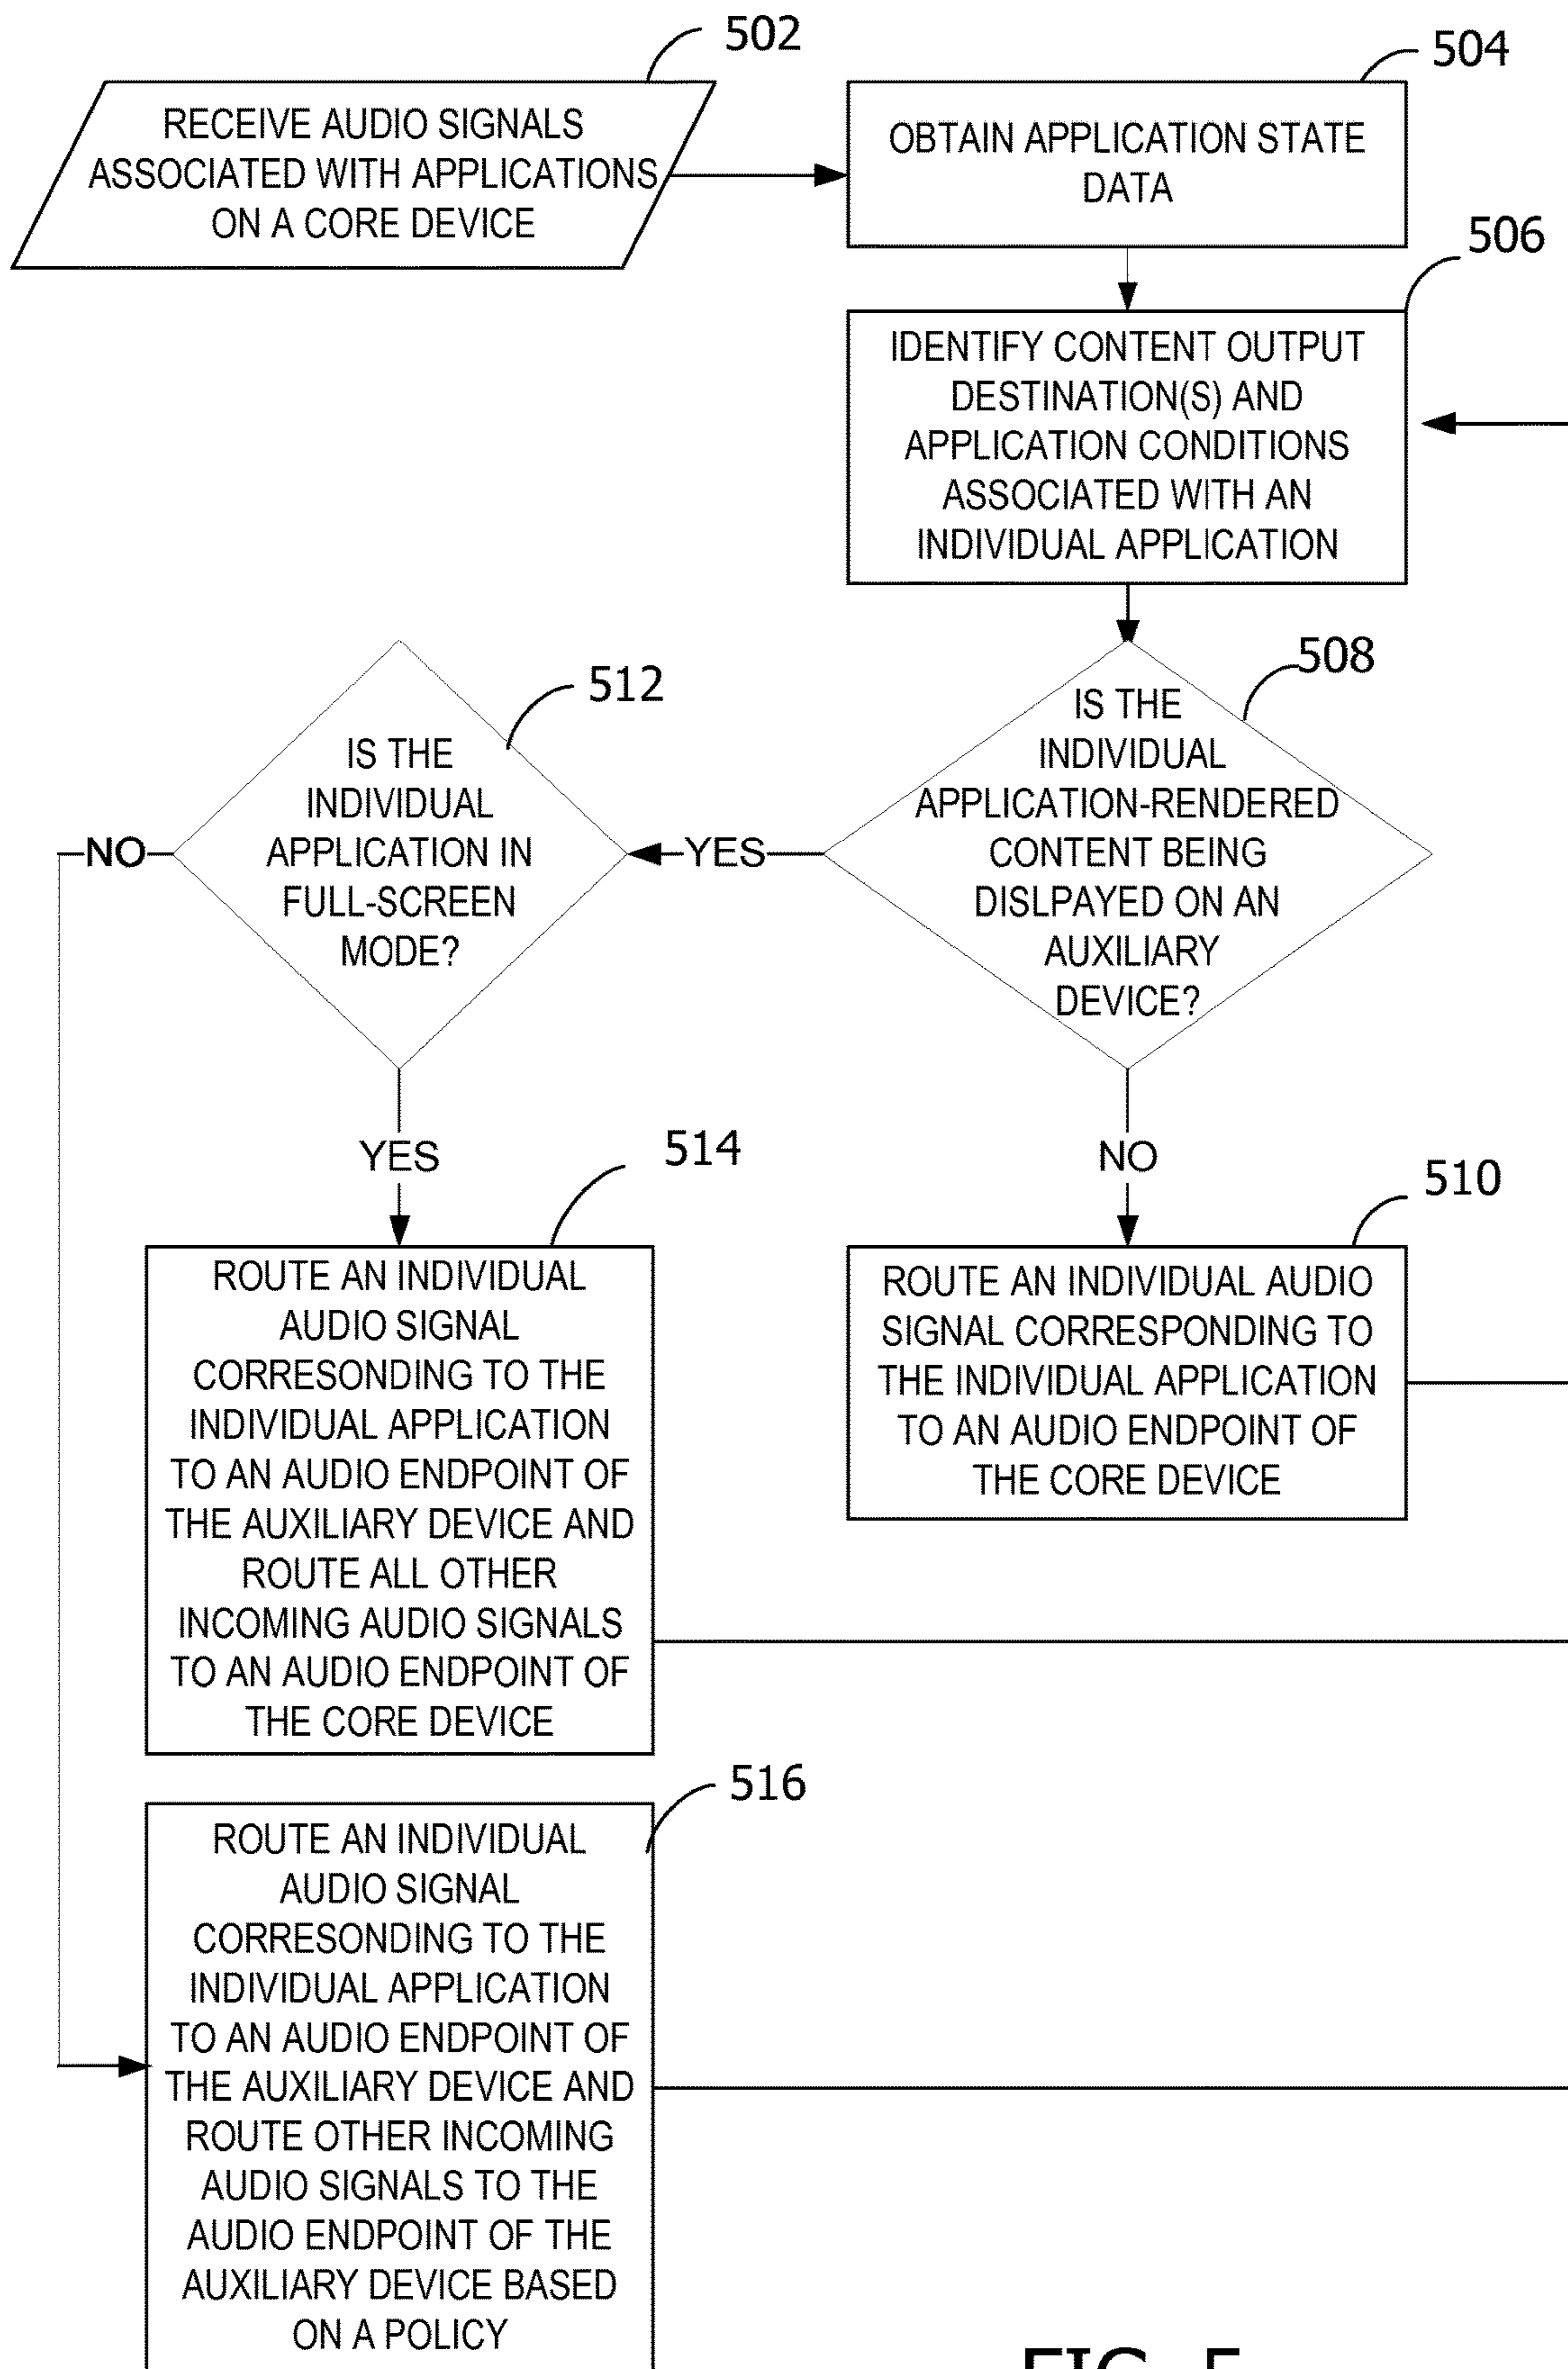 502
RECEIVE AUDIO SIGNALS
ASSOCIATED WITH APPLICATIONS
ON A CORE DEVICE
504
OBTAIN APPLICATION STATE
DATA
506
IDENTIFY CONTENT OUTPUT
DESTINATION(S) AND
APPLICATION CONDITIONS
ASSOCIATED WITH AN
INDIVIDUAL APPLICATION
508
IS THE
INDIVIDUAL
APPLICATION-RENDERED
CONTENT BEING
DISLPAYED ON AN
AUXILIARY
DEVICE?
YES
NO
512
IS THE
INDIVIDUAL
APPLICATION IN
FULL-SCREEN
MODE?
NO
YES
510
ROUTE AN INDIVIDUAL AUDIO
SIGNAL CORRESPONDING TO
THE INDIVIDUAL APPLICATION
TO AN AUDIO ENDPOINT OF
THE CORE DEVICE
514
ROUTE AN INDIVIDUAL
AUDIO SIGNAL
CORRESONDING TO THE
INDIVIDUAL APPLICATION
TO AN AUDIO ENDPOINT OF
THE AUXILIARY DEVICE AND
ROUTE ALL OTHER
INCOMING AUDIO SIGNALS
TO AN AUDIO ENDPOINT OF
THE CORE DEVICE
516
ROUTE AN INDIVIDUAL
AUDIO SIGNAL
CORRESONDING TO THE
INDIVIDUAL APPLICATION
TO AN AUDIO ENDPOINT OF
THE AUXILIARY DEVICE AND
ROUTE OTHER INCOMING
AUDIO SIGNALS TO THE
AUDIO ENDPOINT OF THE
AUXILIARY DEVICE BASED
ON A POLICY
FIG.